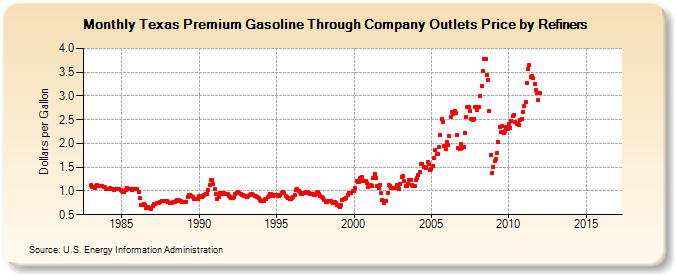 Monthly Texas Premium Gasoline Through Company Outlets Price by Refiners
Dollars per Gallon
4.0
3.5
3.0
2.5
2.0
1.5
1.0
0.5
1985 1990 1995 2000 2005 2010 2015
Source: U.S. Energy Information Administration